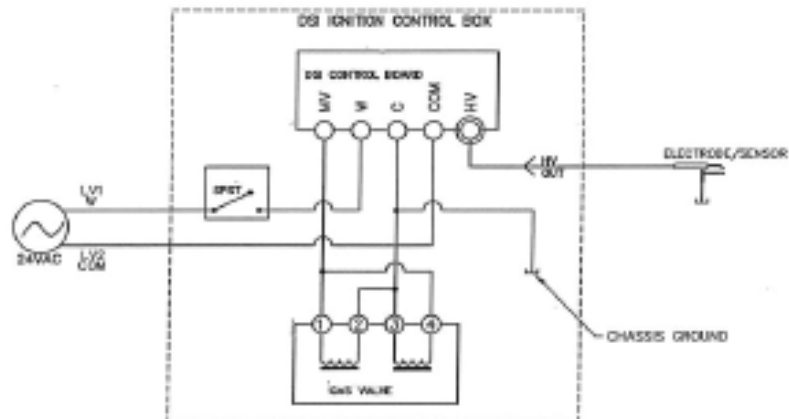 DSI IGNITION CONTROL BOX
DSI CONTROL BOARD
MV
W
C
COM
HV
HV
OUT
ELECTRODE/SENSOR
SPST
LV1
W
24VAC
LV2
COM
1
2
3
4
GAS VALVE
CHASSIS GROUND